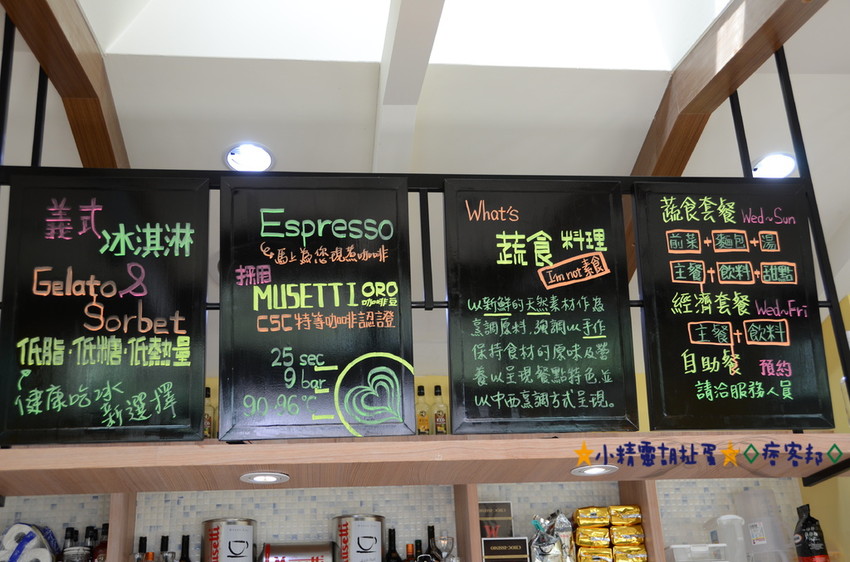 義式
冰淇淋
Gelato &
Sorbet
低脂·低糖·低熱量
健康吃冰
新選擇
Espresso
馬上為您現煮咖啡
採用
MUSETTI ORO
咖啡豆
CSC 特等咖啡認證
25 sec
9 bar
90~96℃
What's
蔬食 料理
I'm not 素食
以新鮮的天然素材作為
烹調原料,強調以手作
保持食材的原味及營
養以呈現餐點特色,並
以中西烹調方式呈現。
蔬食套餐 Wed~Sun
前菜+麵包+湯
主餐+飲料+甜點
經濟套餐 Wed~Fri
主餐+飲料
自助餐 預約
請洽服務人員
小精靈胡扯蛋 痞客邦